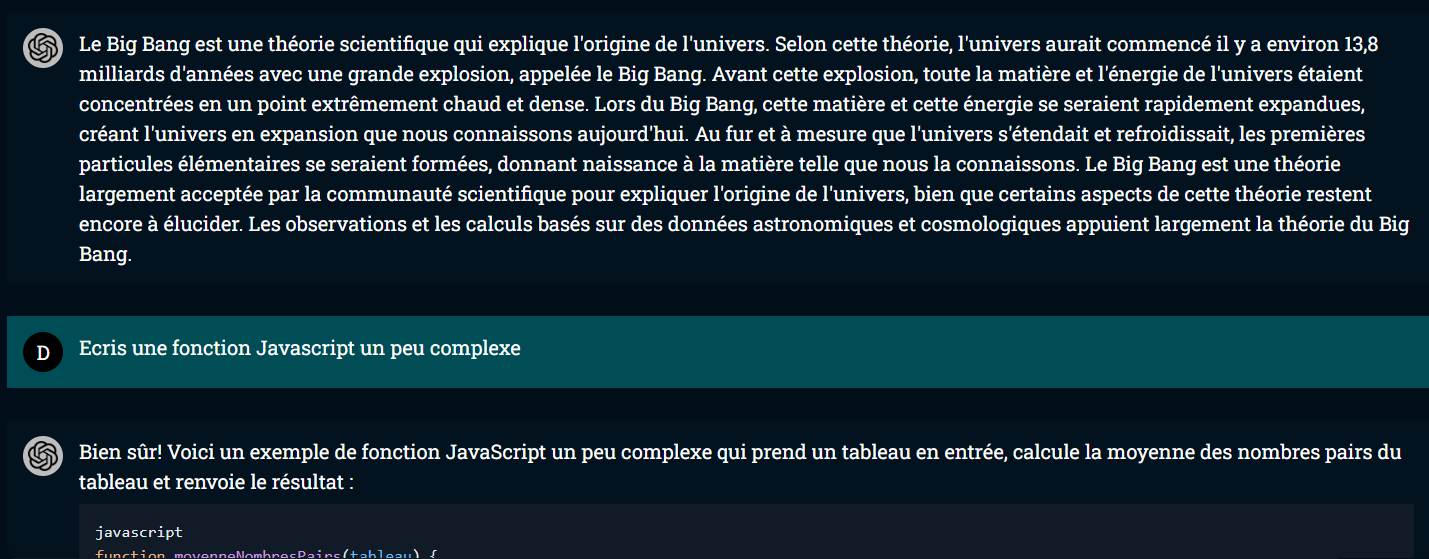 Le Big Bang est une théorie scientifique qui explique l'origine de l'univers. Selon cette théorie, l'univers aurait commencé il y a environ 13,8
milliards d'années avec une grande explosion, appelée le Big Bang. Avant cette explosion, toute la matière et l'énergie de l'univers étaient
concentrées en un point extrêmement chaud et dense. Lors du Big Bang, cette matière et cette énergie se seraient rapidement expandues,
créant l'univers en expansion que nous connaissons aujourd'hui. Au fur et à mesure que l'univers s'étendait et refroidissait, les premières
particules élémentaires se seraient formées, donnant naissance à la matière telle que nous la connaissons. Le Big Bang est une théorie
largement acceptée par la communauté scientifique pour expliquer l'origine de l'univers, bien que certains aspects de cette théorie restent
encore à élucider. Les observations et les calculs basés sur des données astronomiques et cosmologiques appuient largement la théorie du Big
Bang.
D
Ecris une fonction Javascript un peu complexe
Bien sûr! Voici un exemple de fonction JavaScript un peu complexe qui prend un tableau en entrée, calcule la moyenne des nombres pairs du
tableau et renvoie le résultat :
javascript
function moyenneNombresPairs(tableau) {